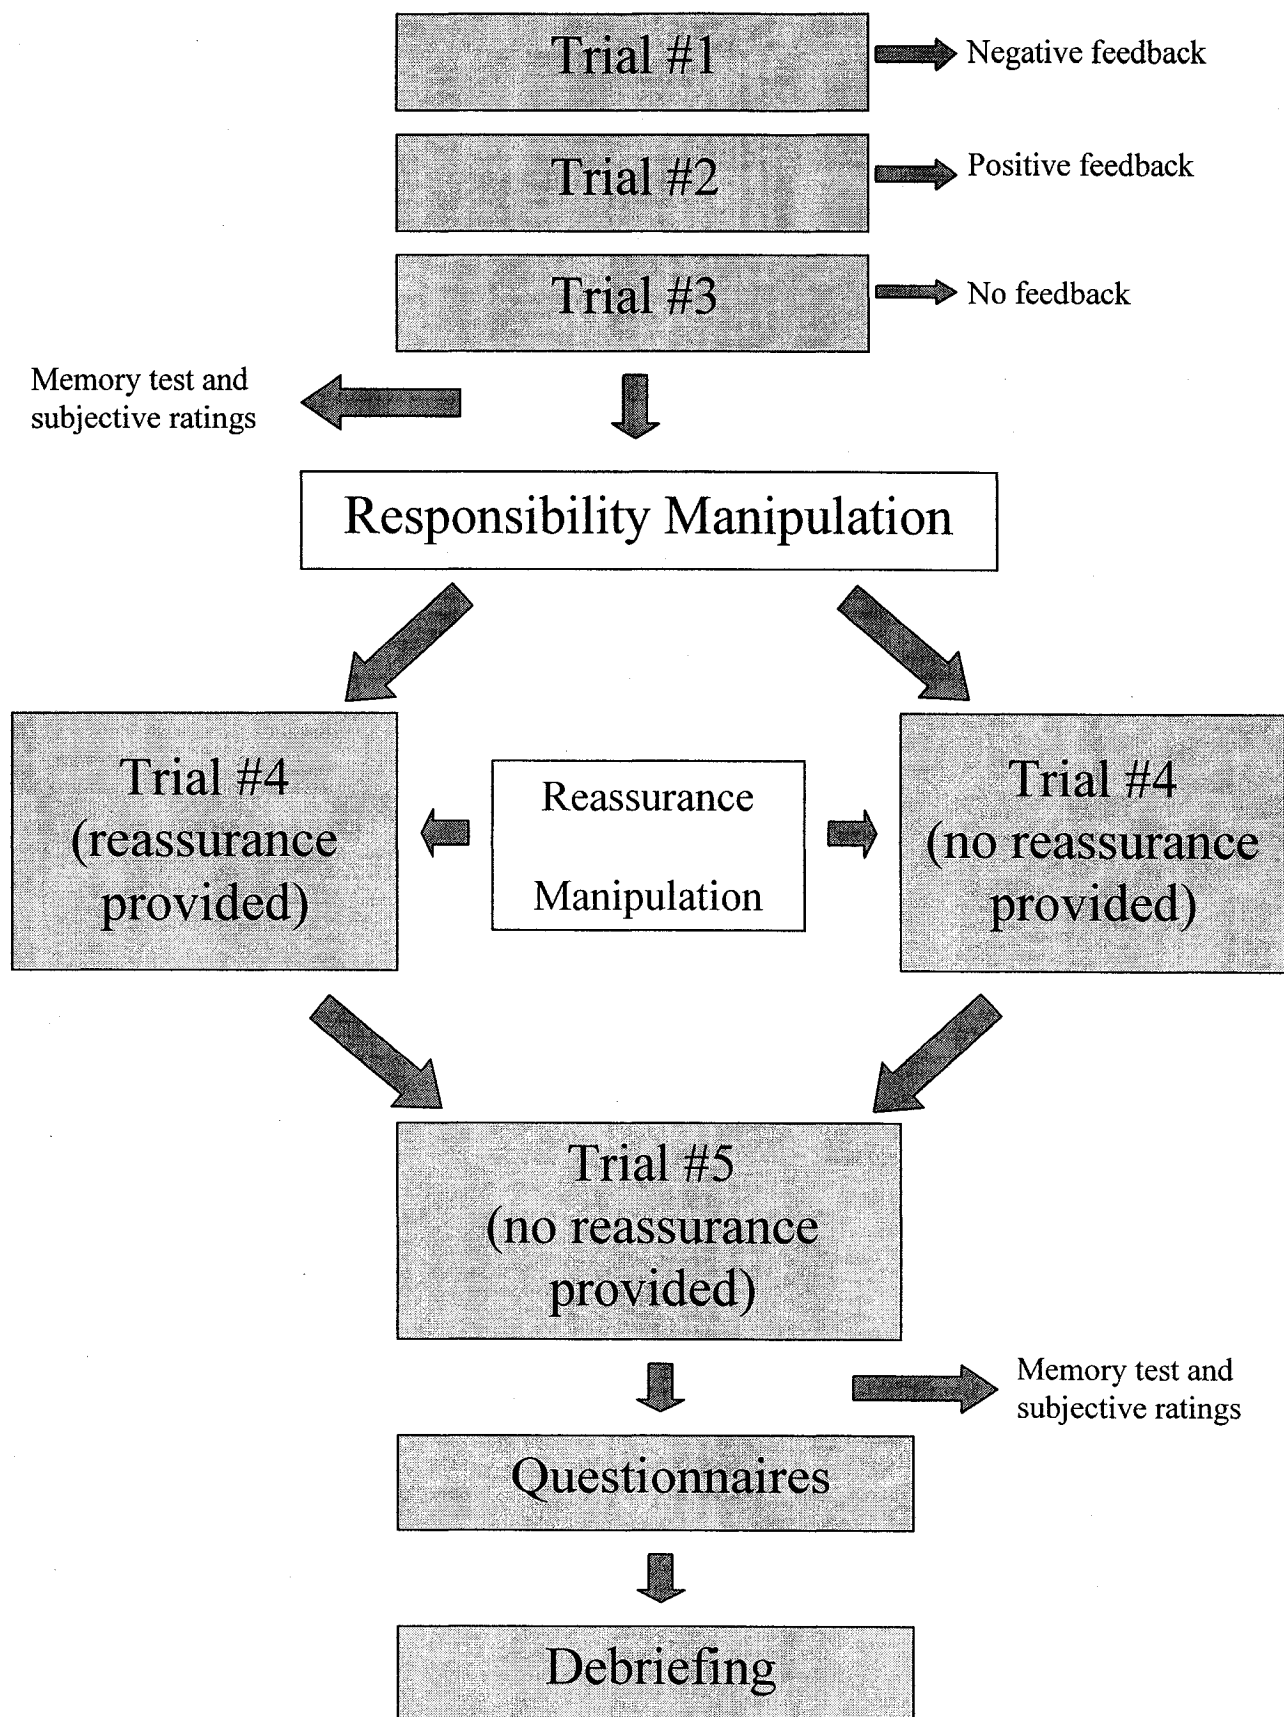 Trial #1
Negative feedback
Trial #2
Positive feedback
Trial #3
No feedback
Memory test and
subjective ratings
Responsibility Manipulation
Trial #4
(reassurance
provided)
Reassurance
Manipulation
Trial #4
(no reassurance
provided)
Trial #5
(no reassurance
provided)
Memory test and
subjective ratings
Questionnaires
Debriefing